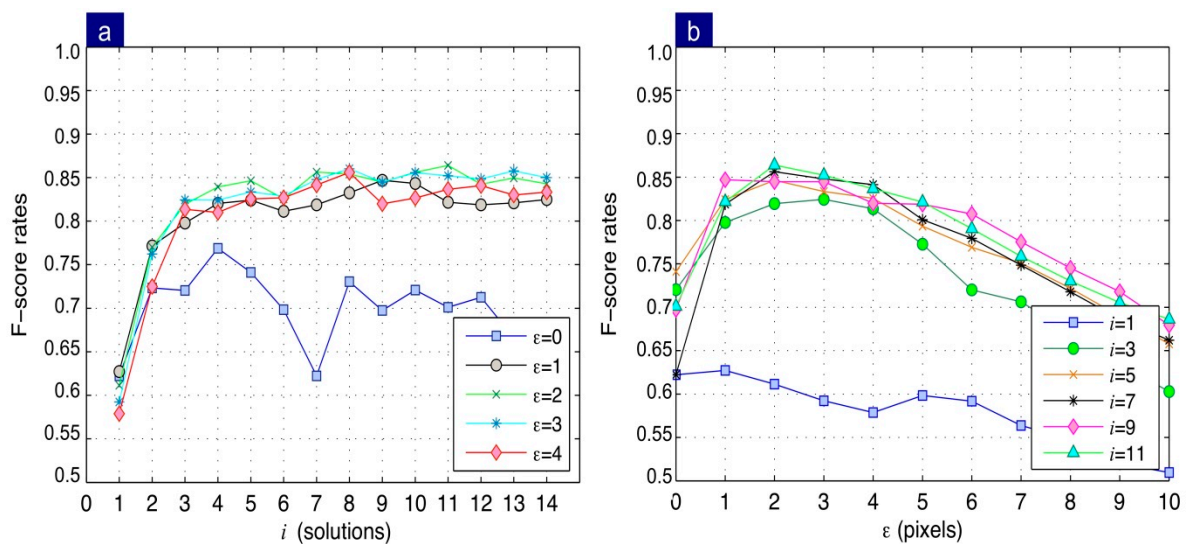 a
1.0
0.95
0.9
0.85
0.8
0.75
0.7
0.65
0.6
0.55
0.5
F-score rates
0 1 2 3 4 5 6 7 8 9 10 11 12 13 14
i (solutions)
ε=0
ε=1
ε=2
ε=3
ε=4
b
1.0
0.95
0.9
0.85
0.8
0.75
0.7
0.65
0.6
0.55
0.5
F-score rates
0 1 2 3 4 5 6 7 8 9 10
ε (pixels)
i=1
i=3
i=5
i=7
i=9
i=11